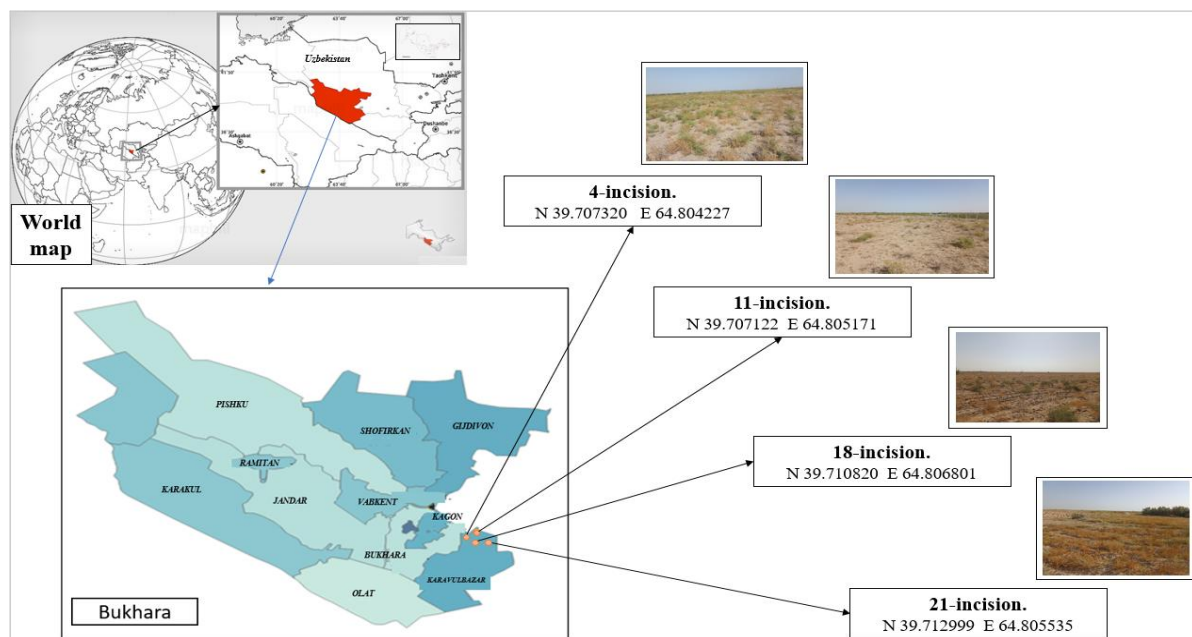 Uzbekistan
Tashkent
Ashgabat
Dushanbe
World
map
4-incision.
N 39.707320 E 64.804227
11-incision.
N 39.707122 E 64.805171
18-incision.
N 39.710820 E 64.806801
21-incision.
N 39.712999 E 64.805535
PISHKU
SHOFIRKAN
GIJDIVON
RAMITAN
KARAKUL
JANDAR
VABKENT
KAGON
BUKHARA
KARAVULBAZAR
OLAT
Bukhara